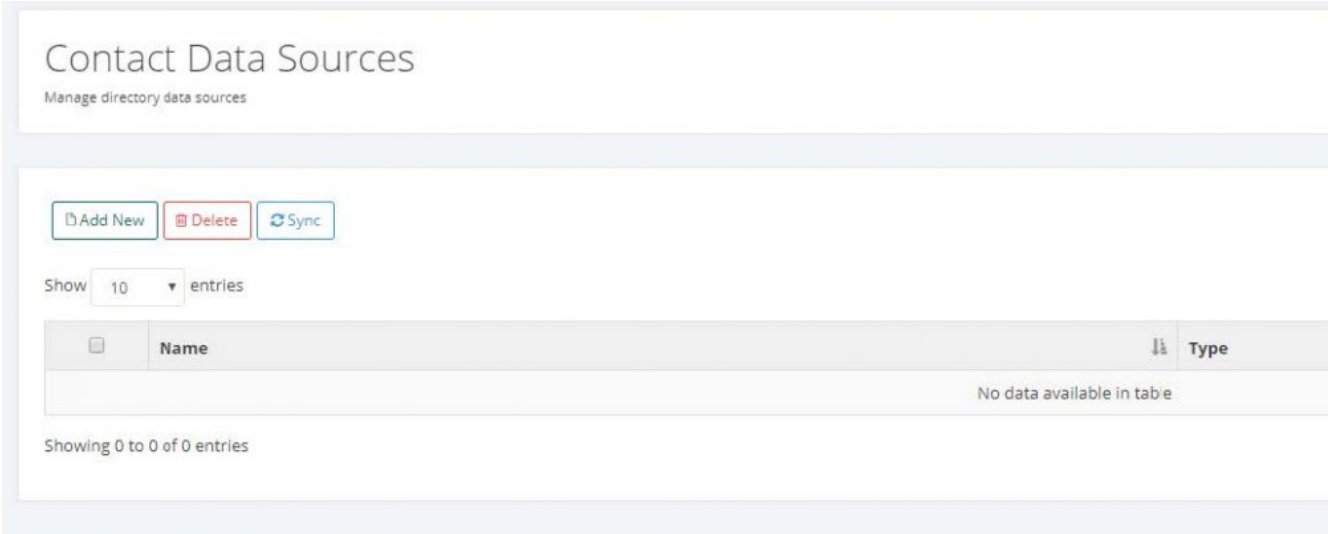 Contact Data Sources
Manage directory data sources
Add New Delete Sync
Show 10 entries
Name Type
No data available in table
Showing 0 to 0 of 0 entries